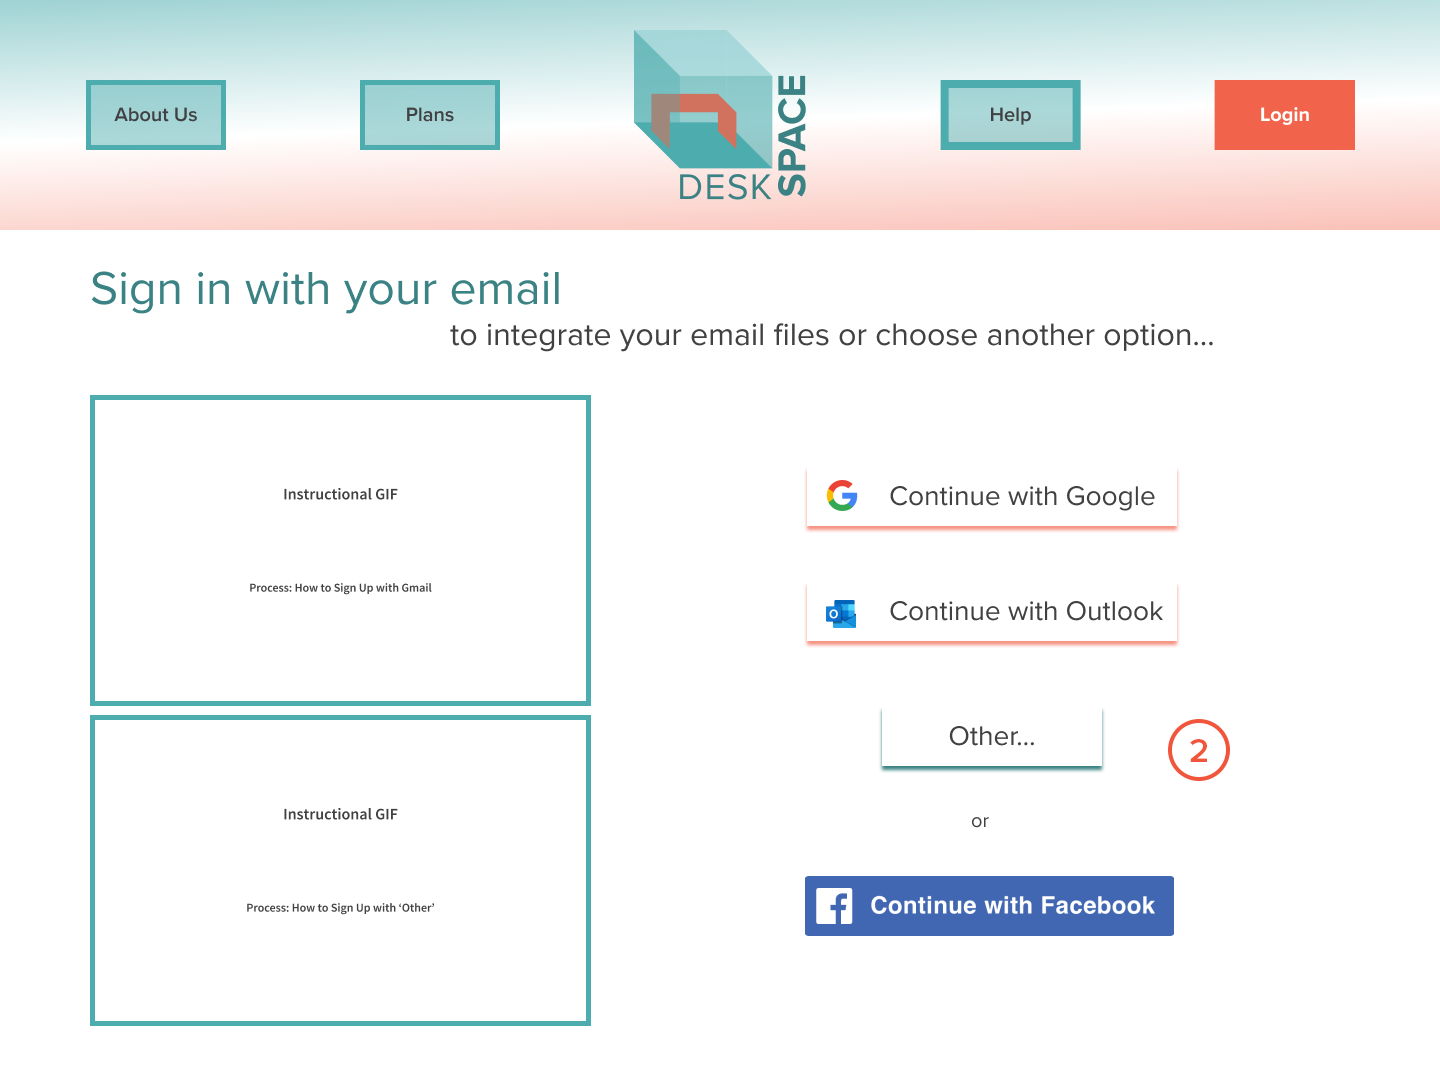 About Us
Plans
DESK
SPACE
Help
Login
Sign in with your email
to integrate your email files or choose another option...
Instructional GIF
Process: How to Sign Up with Gmail
Instructional GIF
Process: How to Sign Up with ‘Other’
Continue with Google
O
Continue with Outlook
Other...
2
or
Continue with Facebook